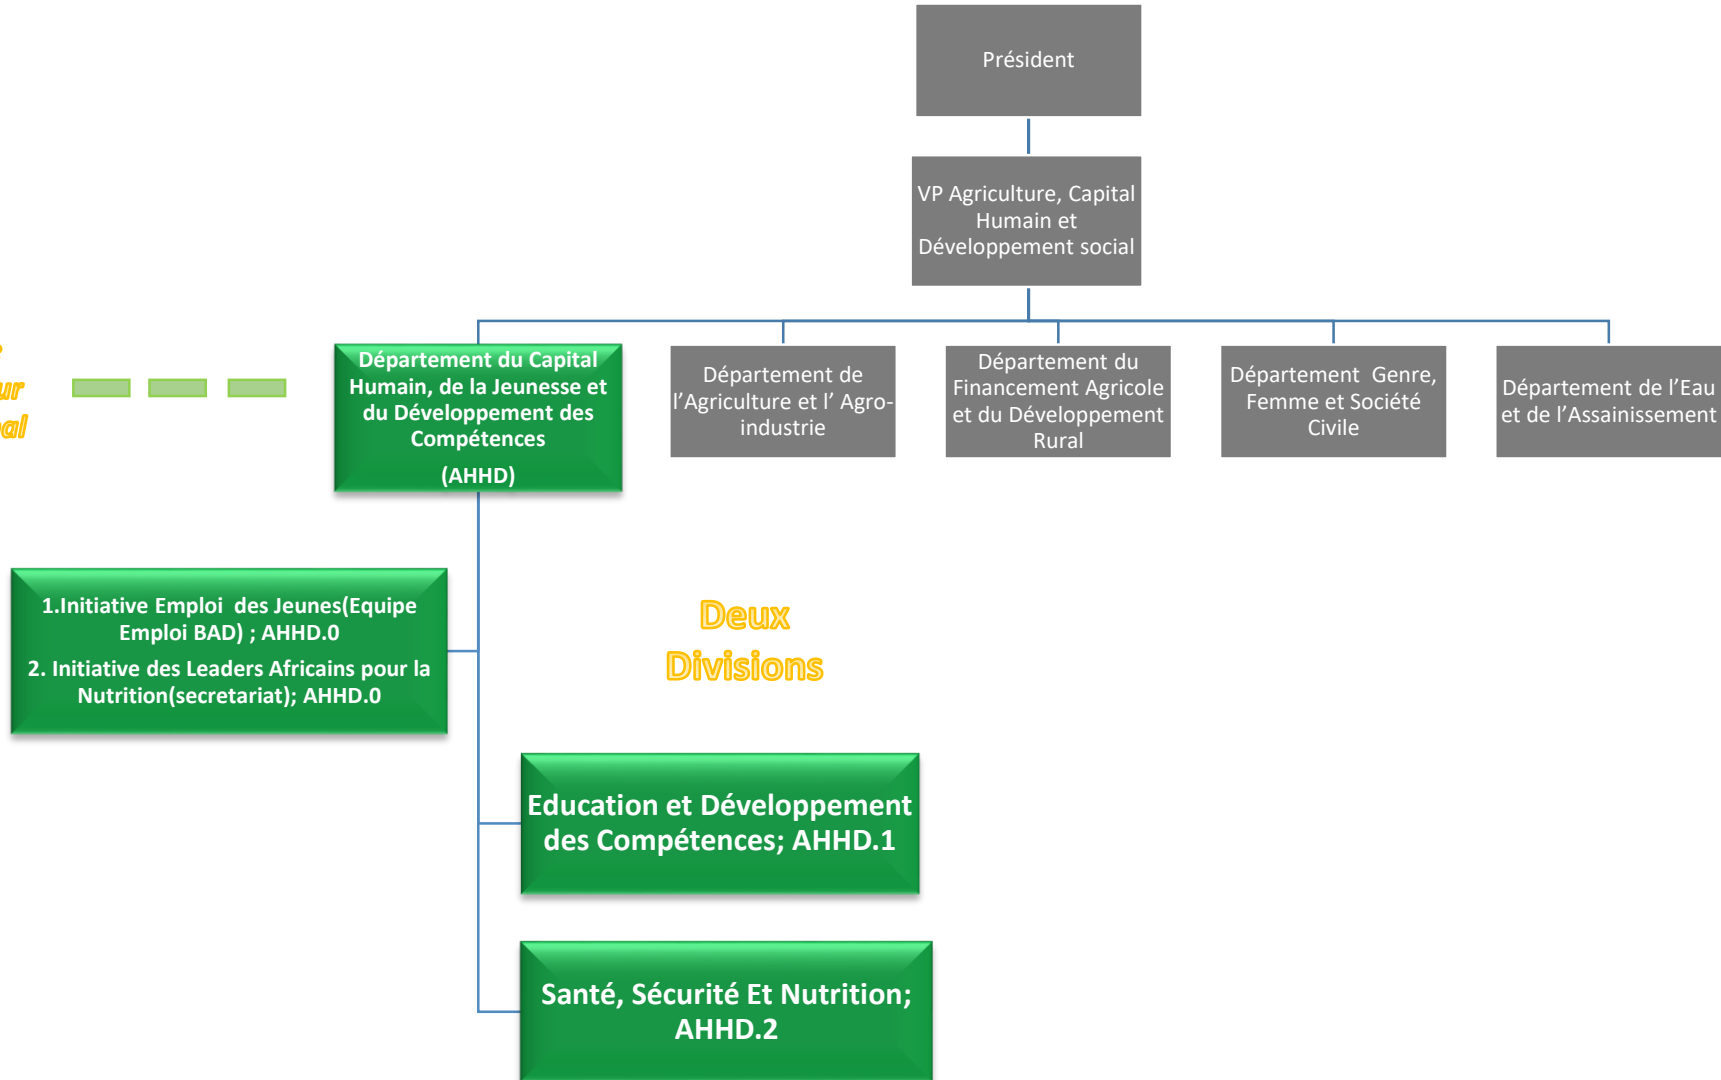 Président
VP Agriculture, Capital
Humain et
Développement social
Département du Capital
Humain, de la Jeunesse et
du Développement des
Compétences
(AHHD)
Département de
l’Agriculture et l’ Agro-
industrie
Département du
Financement Agricole
et du Développement
Rural
Département Genre,
Femme et Société
Civile
Département de l’Eau
et de l’Assainissement
1.Initiative Emploi des Jeunes(Equipe
Emploi BAD) ; AHHD.0
2. Initiative des Leaders Africains pour la
Nutrition(secretariat); AHHD.0
Deux
Divisions
Education et Développement
des Compétences; AHHD.1
Santé, Sécurité Et Nutrition;
AHHD.2